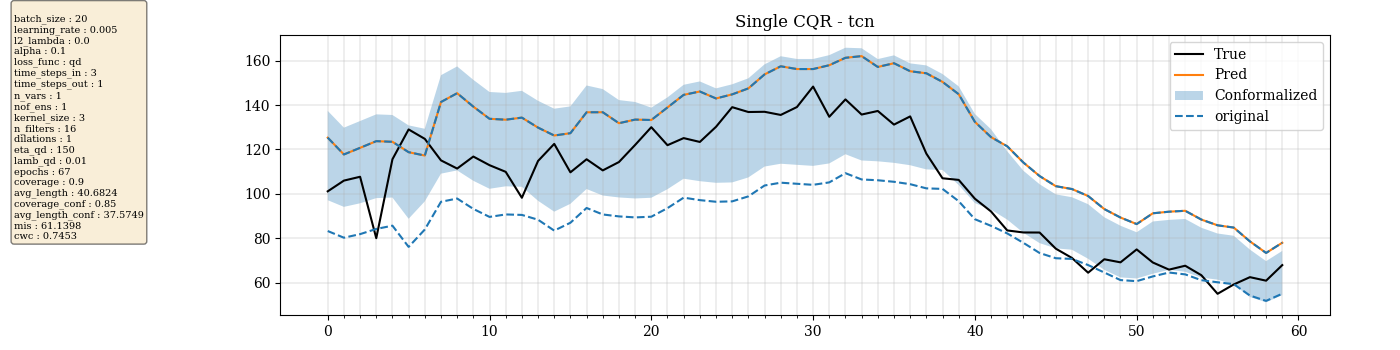 batch_size : 20
learning_rate : 0.005
l2_lambda : 0.0
alpha : 0.1
loss_func : qd
time_steps_in : 3
time_steps_out : 1
n_vars : 1
nof_ens : 1
kernel_size : 3
n_filters : 16
dilations : 1
eta_qd : 150
lamb_qd : 0.01
epochs : 67
coverage : 0.9
avg_length : 40.6824
coverage_conf : 0.85
avg_length_conf : 37.5749
mis : 61.1398
cwc : 0.7453
Single CQR - tcn
160
140
120
100
80
60
0 10 20 30 40 50 60
True
Pred
Conformalized
original